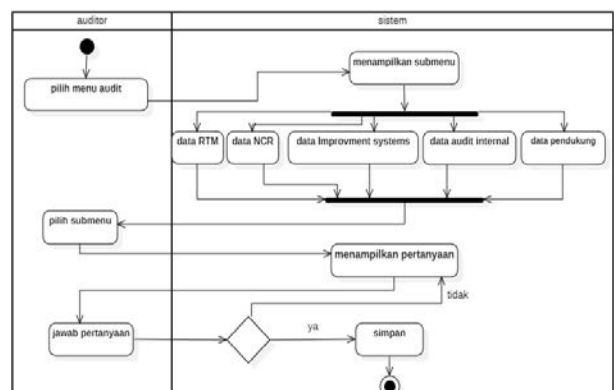 auditor
sistem
menampilkan submenu
pilih menu audit
data RTM
data NCR
data Improvment systems
data audit internal
data pendukung
pilih submenu
menampilkan pertanyaan
tidak
jawab pertanyaan
ya
simpan